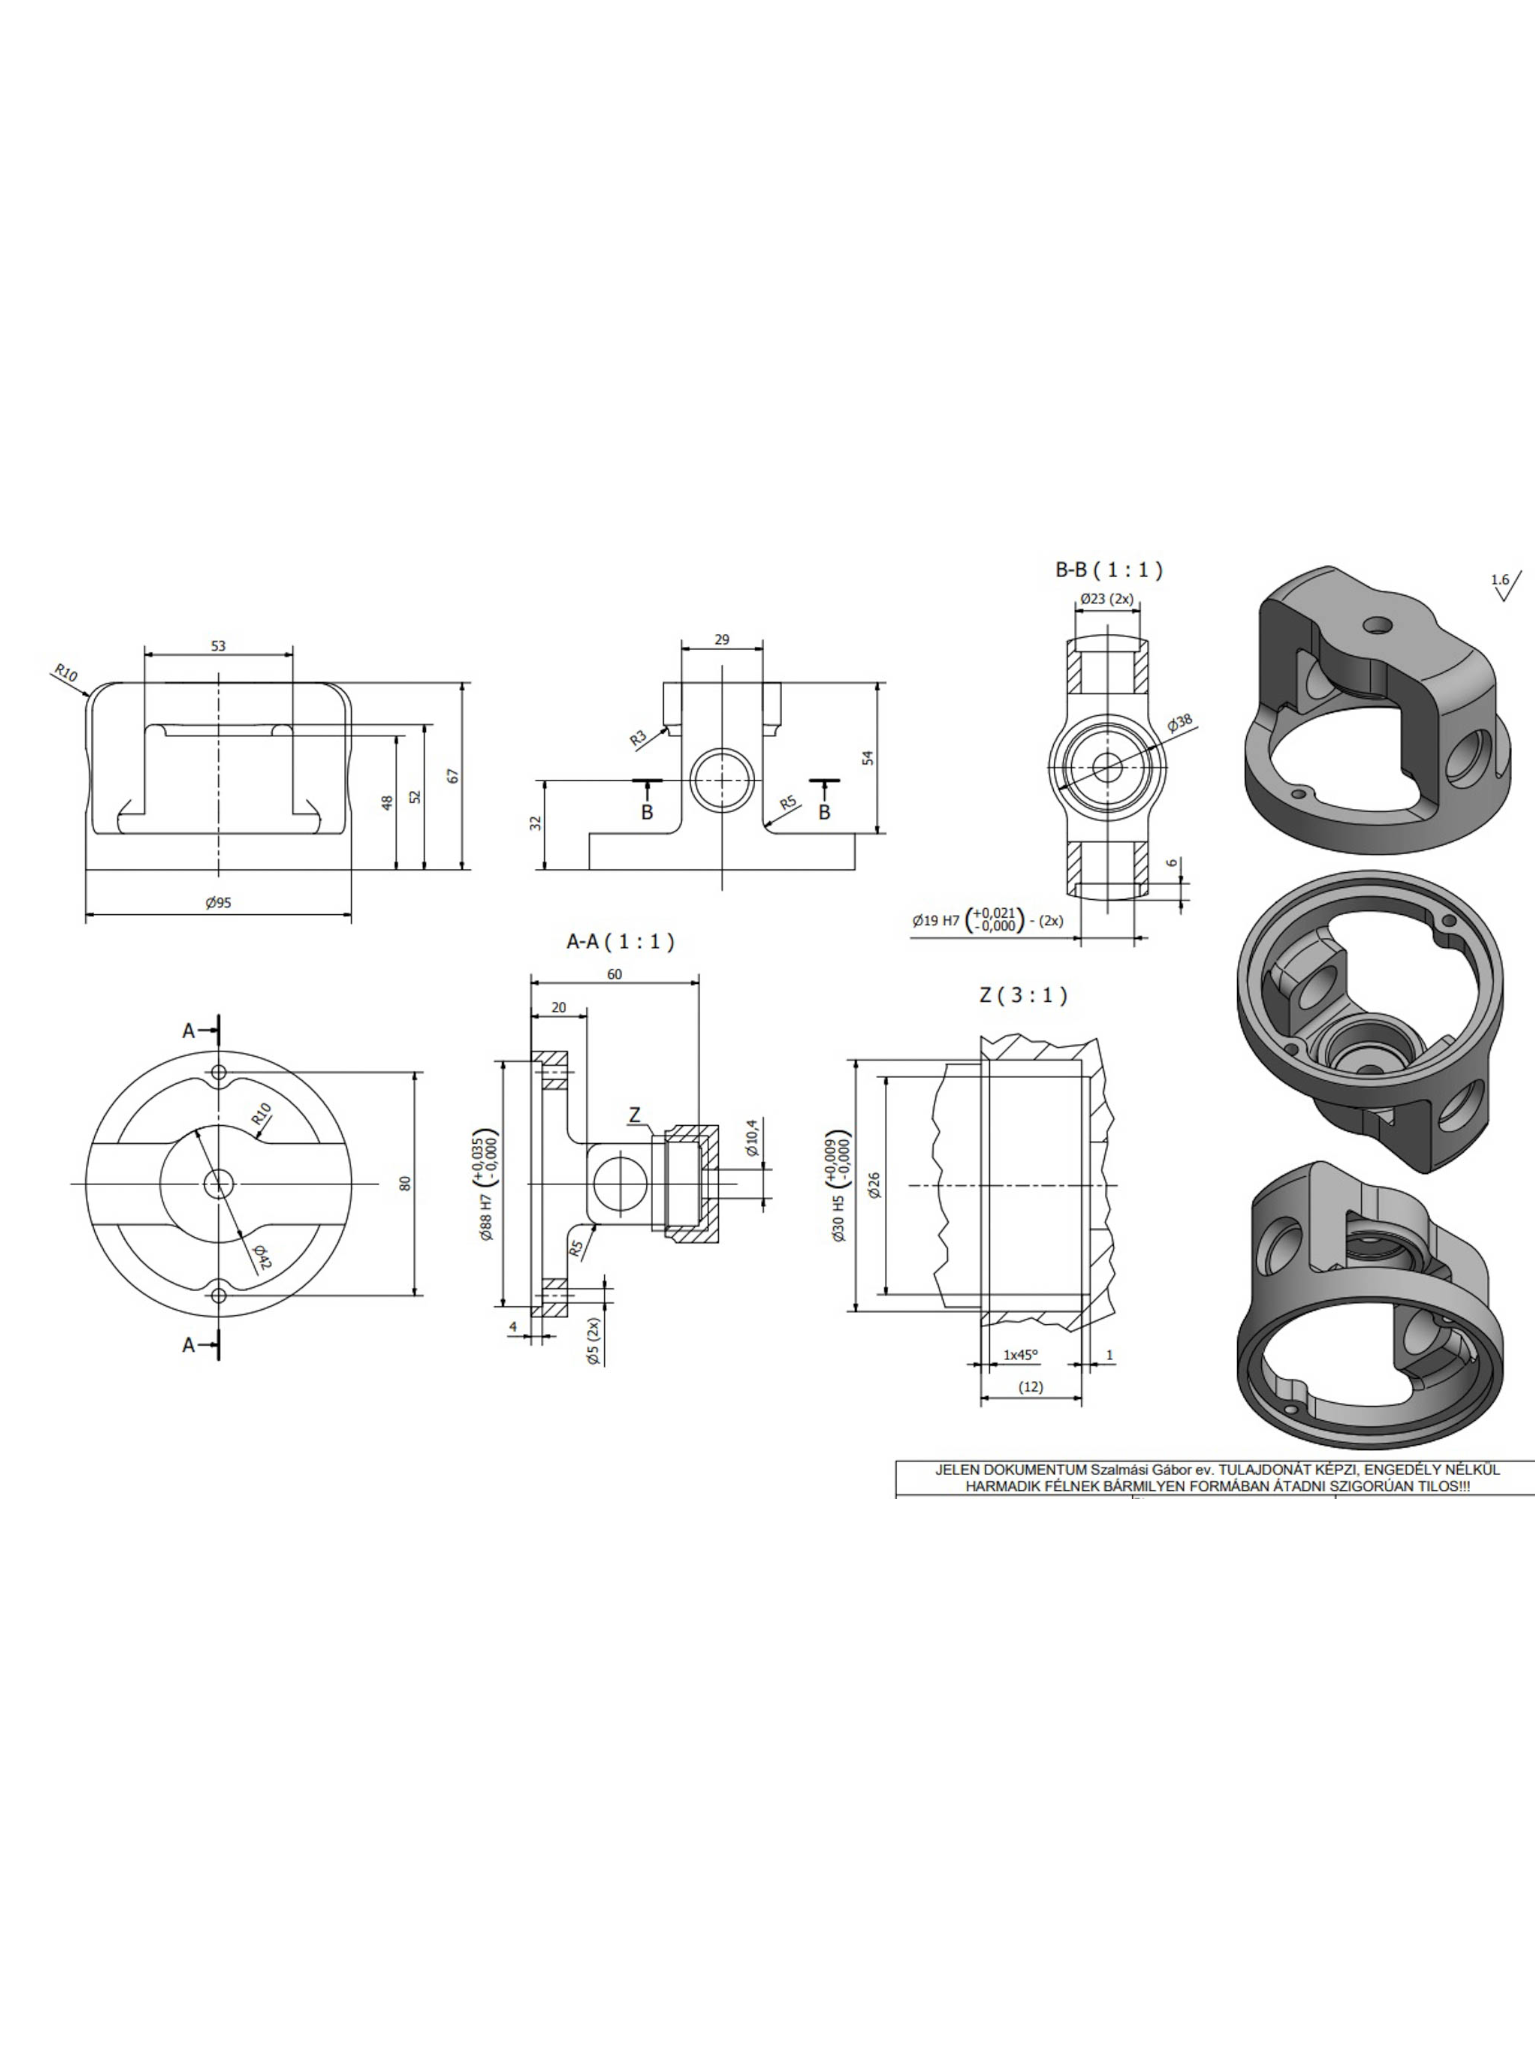 B-B ( 1 : 1 )
Ø23 (2x)
1.6
53
R10
48
52
67
Ø95
29
R3
B
B
R5
32
54
Ø38
6
Ø19 H7 (+0,021 -0,000) - (2x)
A-A ( 1 : 1 )
60
20
Z
Ø88 H7 (+0,035 -0,000)
Ø10,4
R5
4
Ø5 (2x)
A
R10
80
Ø42
A
Z ( 3 : 1 )
Ø30 H5 (+0,009 -0,000)
Ø26
1x45°
1
(12)
JELEN DOKUMENTUM Szalmási Gábor ev. TULAJDONÁT KÉPZI, ENGEDÉLY NÉLKÜL
HARMADIK FÉLNEK BÁRMILYEN FORMÁBAN ÁTADNI SZIGORÚAN TILOS!!!